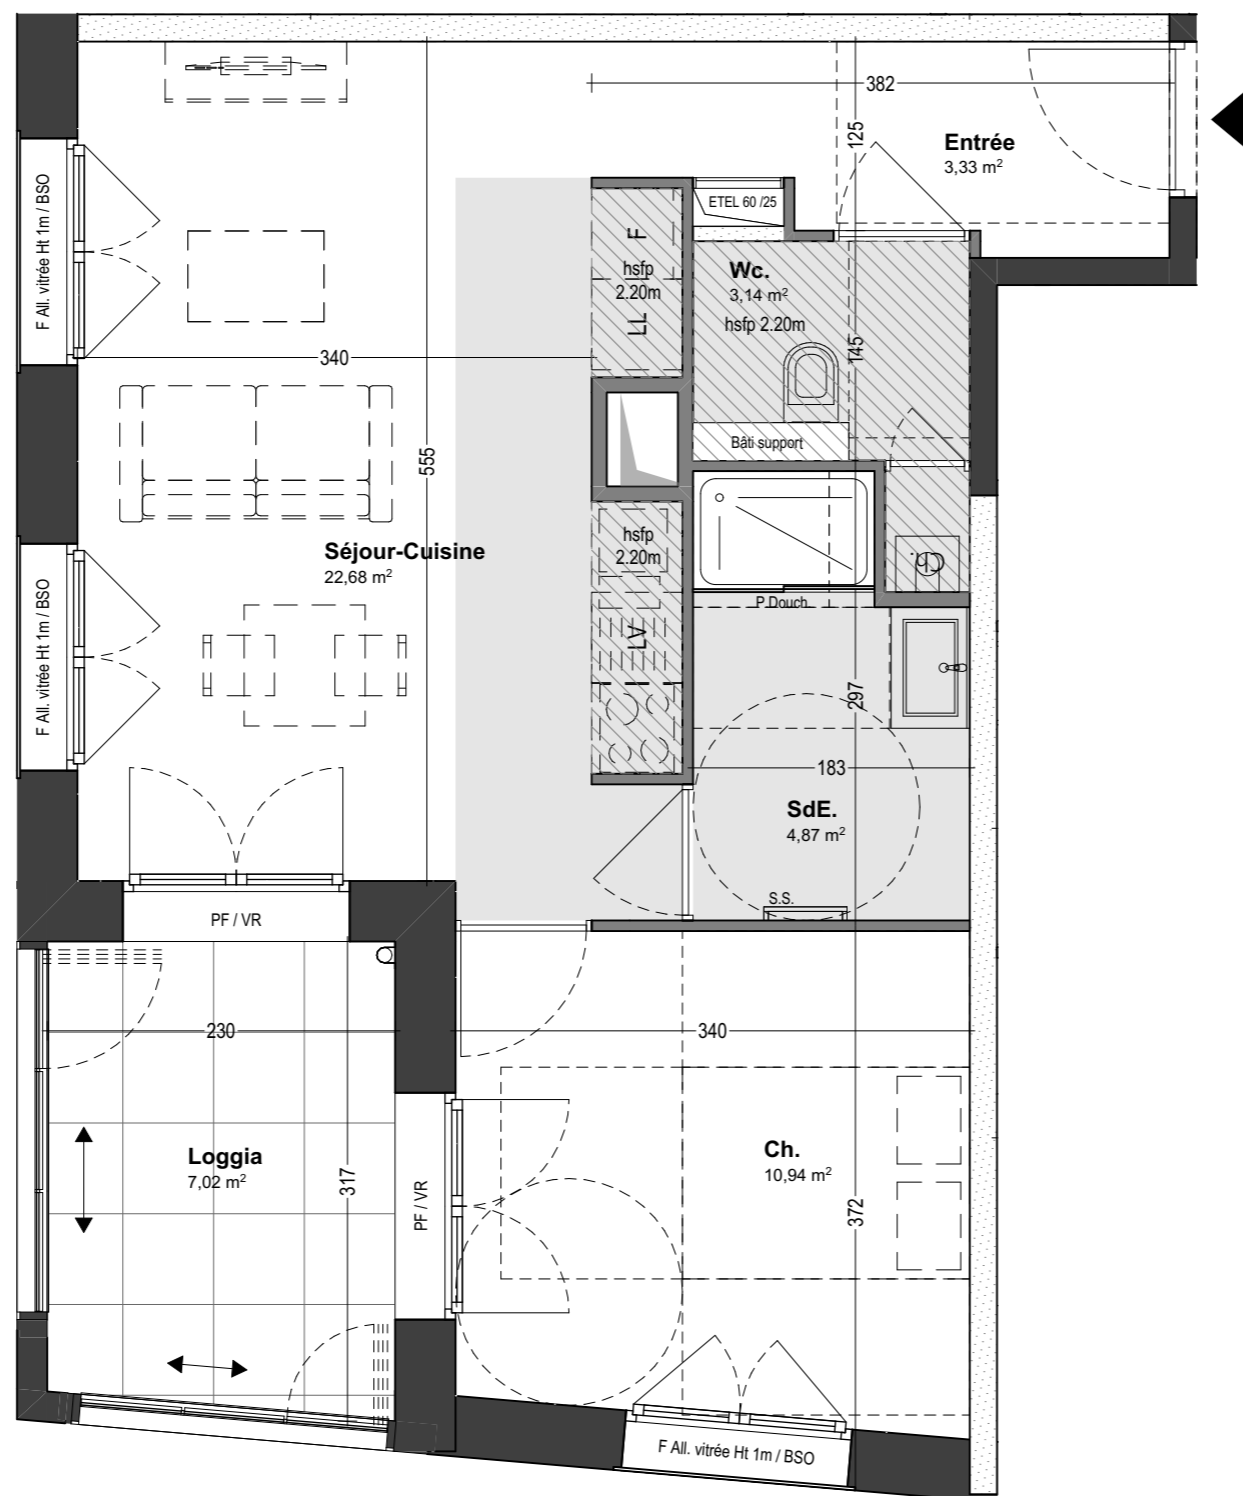 382
125
Entrée
3,33 m²
F All. vitrée Ht 1m / BSO
ETEL 60 /25
F
hsfp
2.20m
LL
Wc.
3,14 m²
hsfp 2.20m
145
340
Bâti support
555
Séjour-Cuisine
22,68 m²
hsfp
2.20m
LV
Ch.
P.Douch
F All. vitrée Ht 1m / BSO
297
183
SdE.
4,87 m²
S.S.
PF / VR
230
340
Loggia
7,02 m²
317
PF / VR
Ch.
10,94 m²
372
F All. vitrée Ht 1m / BSO